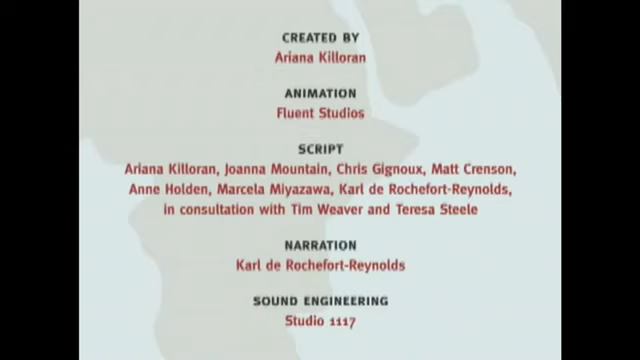 CREATED BY
Ariana Killoran
ANIMATION
Fluent Studios
SCRIPT
Ariana Killoran, Joanna Mountain, Chris Gignoux, Matt Crenson,
Anne Holden, Marcela Miyazawa, Karl de Rochefort-Reynolds,
in consultation with Tim Weaver and Teresa Steele
NARRATION
Karl de Rochefort-Reynolds
SOUND ENGINEERING
Studio 1117